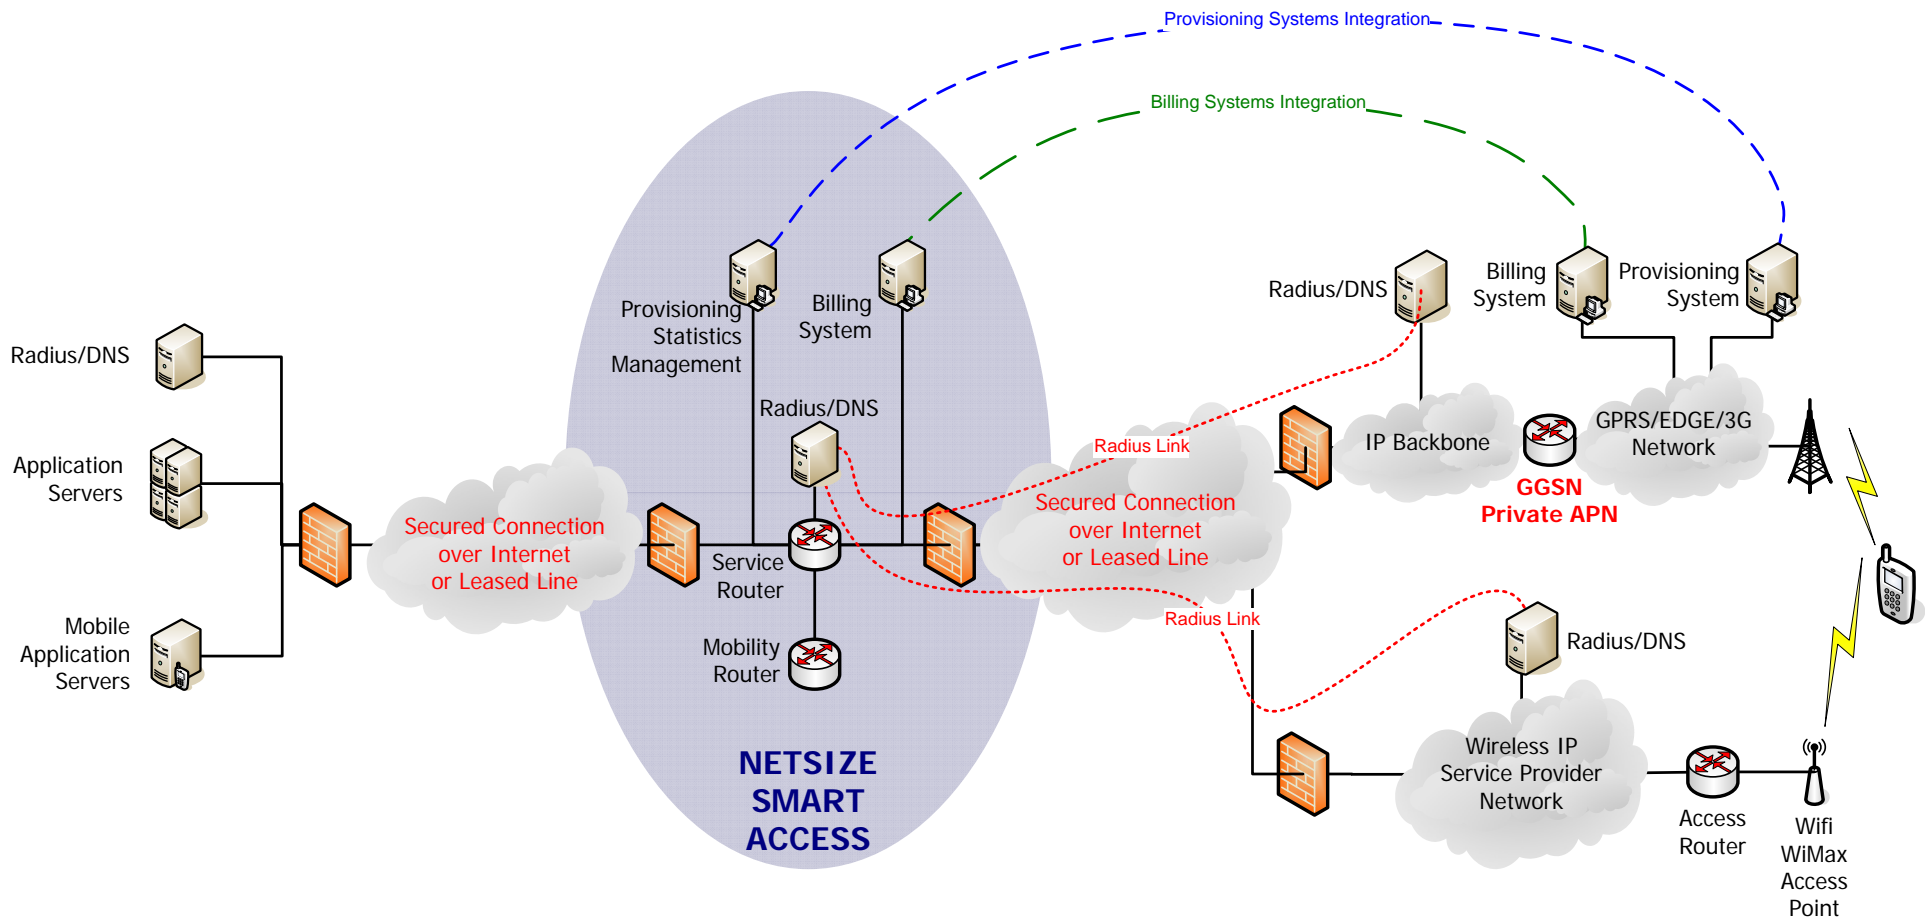 Provisioning Systems Integration
Billing Systems Integration
Radius/DNS
Application
Servers
Mobile
Application
Servers
Secured Connection
over Internet
or Leased Line
Provisioning
Statistics
Management
Billing
System
Radius/DNS
Service
Router
Mobility
Router
NETSIZE
SMART
ACCESS
Secured Connection
over Internet
or Leased Line
Radius Link
Radius Link
Radius/DNS
Billing
System
Provisioning
System
IP Backbone
GGSN
Private APN
GPRS/EDGE/3G
Network
Radius/DNS
Wireless IP
Service Provider
Network
Access
Router
Wifi
WiMax
Access
Point